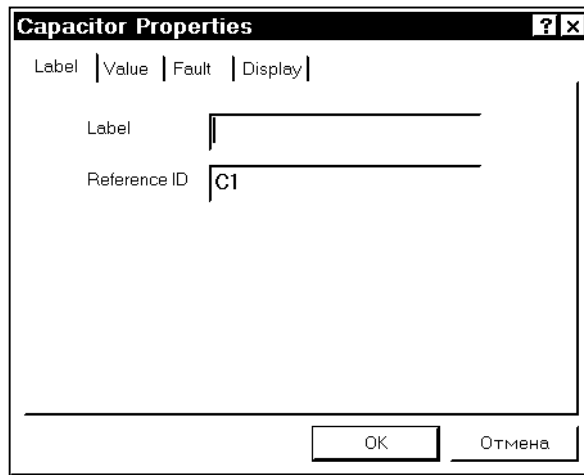 Capacitor Properties ? ×
Label Value Fault Display
Label
Reference ID C1
OK Отмена